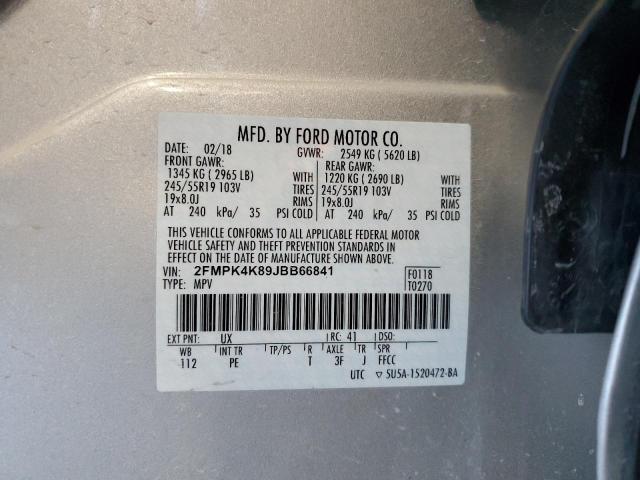 MFD. BY FORD MOTOR CO.
DATE: 02/18 GVWR: 2549 KG ( 5620 LB)
FRONT GAWR: REAR GAWR:
1345 KG ( 2965 LB) WITH 1220 KG ( 2690 LB) WITH
245/55R19 103V TIRES 245/55R19 103V TIRES
19x8.0J RIMS 19x8.0J RIMS
AT 240 kPa/ 35 PSI COLD AT 240 kPa/ 35 PSI COLD
THIS VEHICLE CONFORMS TO ALL APPLICABLE FEDERAL MOTOR
VEHICLE SAFETY AND THEFT PREVENTION STANDARDS IN
EFFECT ON THE DATE OF MANUFACTURE SHOWN ABOVE.
VIN: 2FMPK4K89JBB66841 F0118
TYPE: MPV T0270
EXT PNT: UX RC: 41 DSO:
WB INT TR TP/PS R AXLE TR SPR
112 PE T 3F J FFCC
UTC 5U5A-1520472-BA